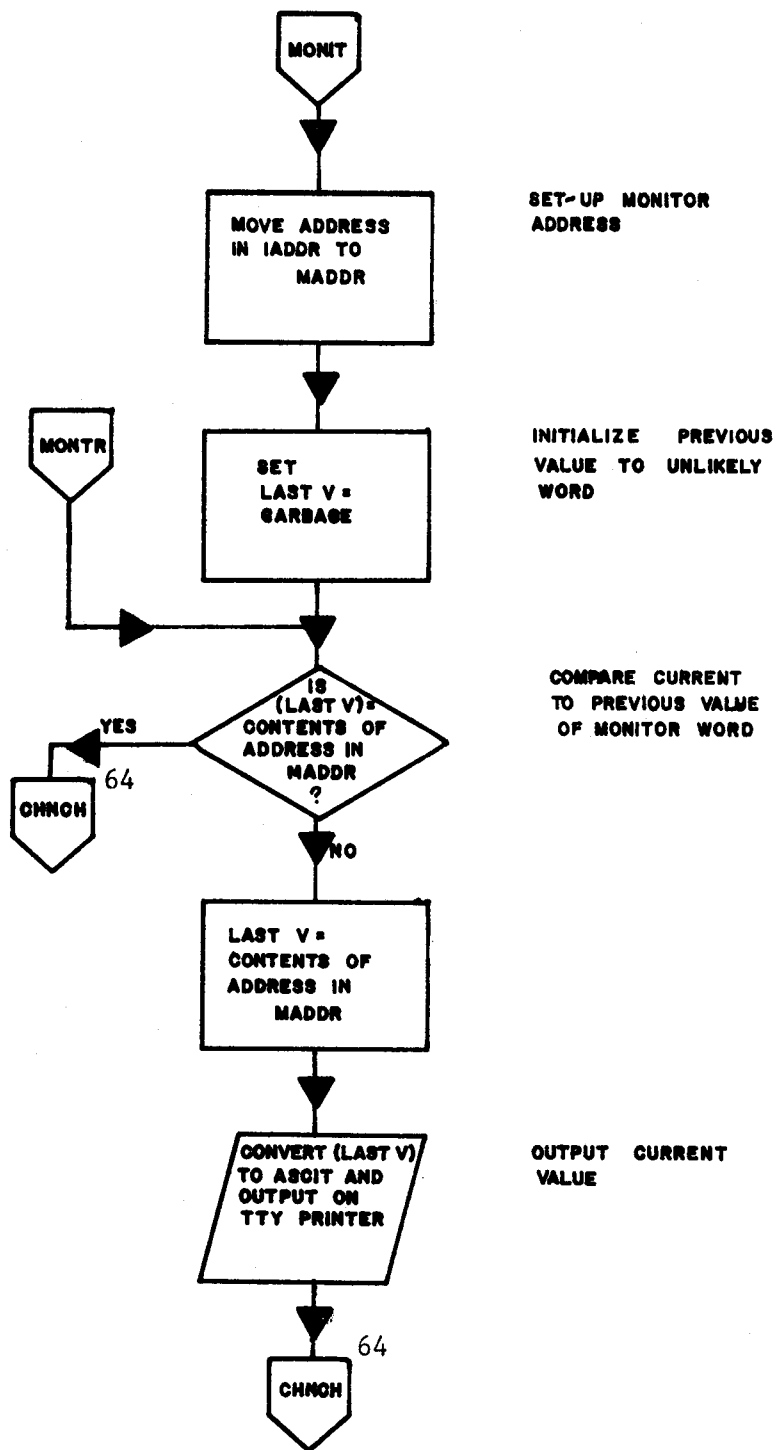 MONIT
MOVE ADDRESS
IN IADDR TO
MADDR
SET-UP MONITOR
ADDRESS
MONTR
SET
LAST V =
GARBAGE
INITIALIZE PREVIOUS
VALUE TO UNLIKELY
WORD
IS
(LAST V) =
CONTENTS OF
ADDRESS IN
MADDR
?
COMPARE CURRENT
TO PREVIOUS VALUE
OF MONITOR WORD
YES
64
CHNCH
NO
LAST V =
CONTENTS OF
ADDRESS IN
MADDR
CONVERT (LAST V)
TO ASCIT AND
OUTPUT ON
TTY PRINTER
OUTPUT CURRENT
VALUE
64
CHNCH